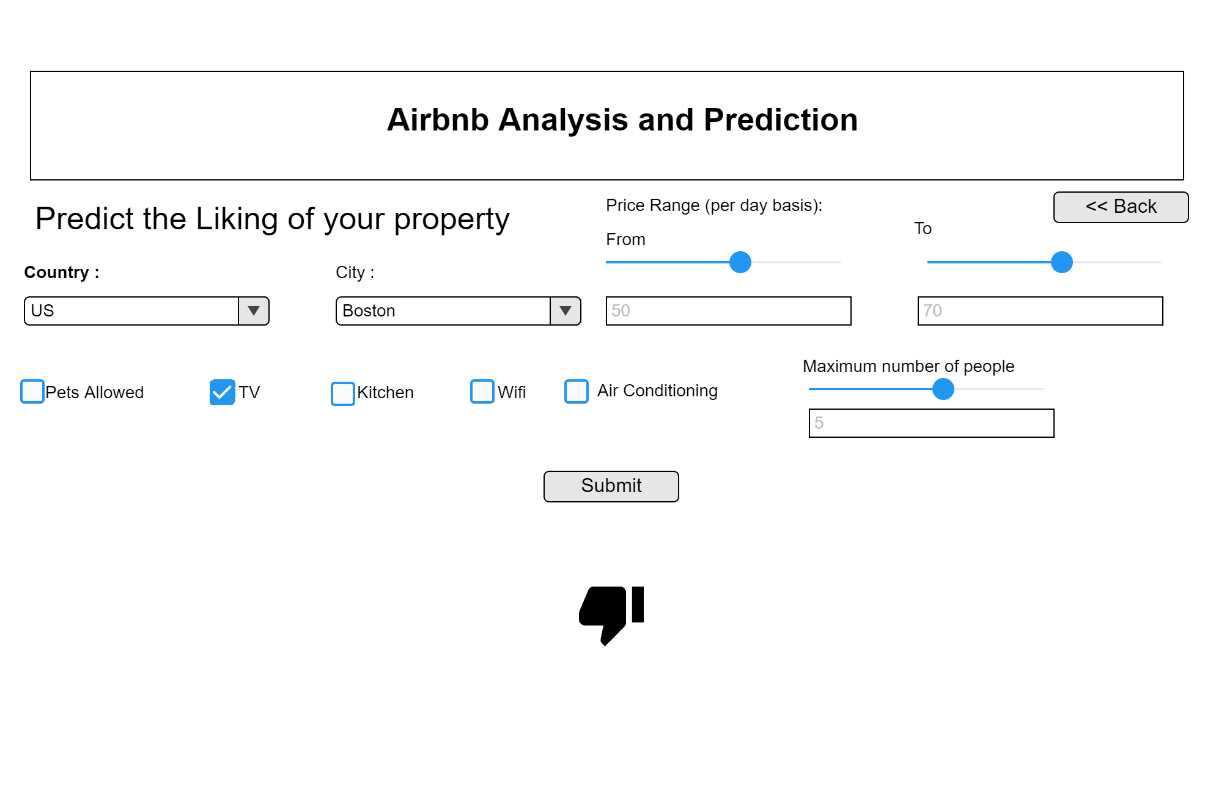 Airbnb Analysis and Prediction
Predict the Liking of your property
Price Range (per day basis):
<< Back
From
To
Country :
City :
US
Boston
50
70
Pets Allowed
TV
Kitchen
Wifi
Air Conditioning
Maximum number of people
5
Submit